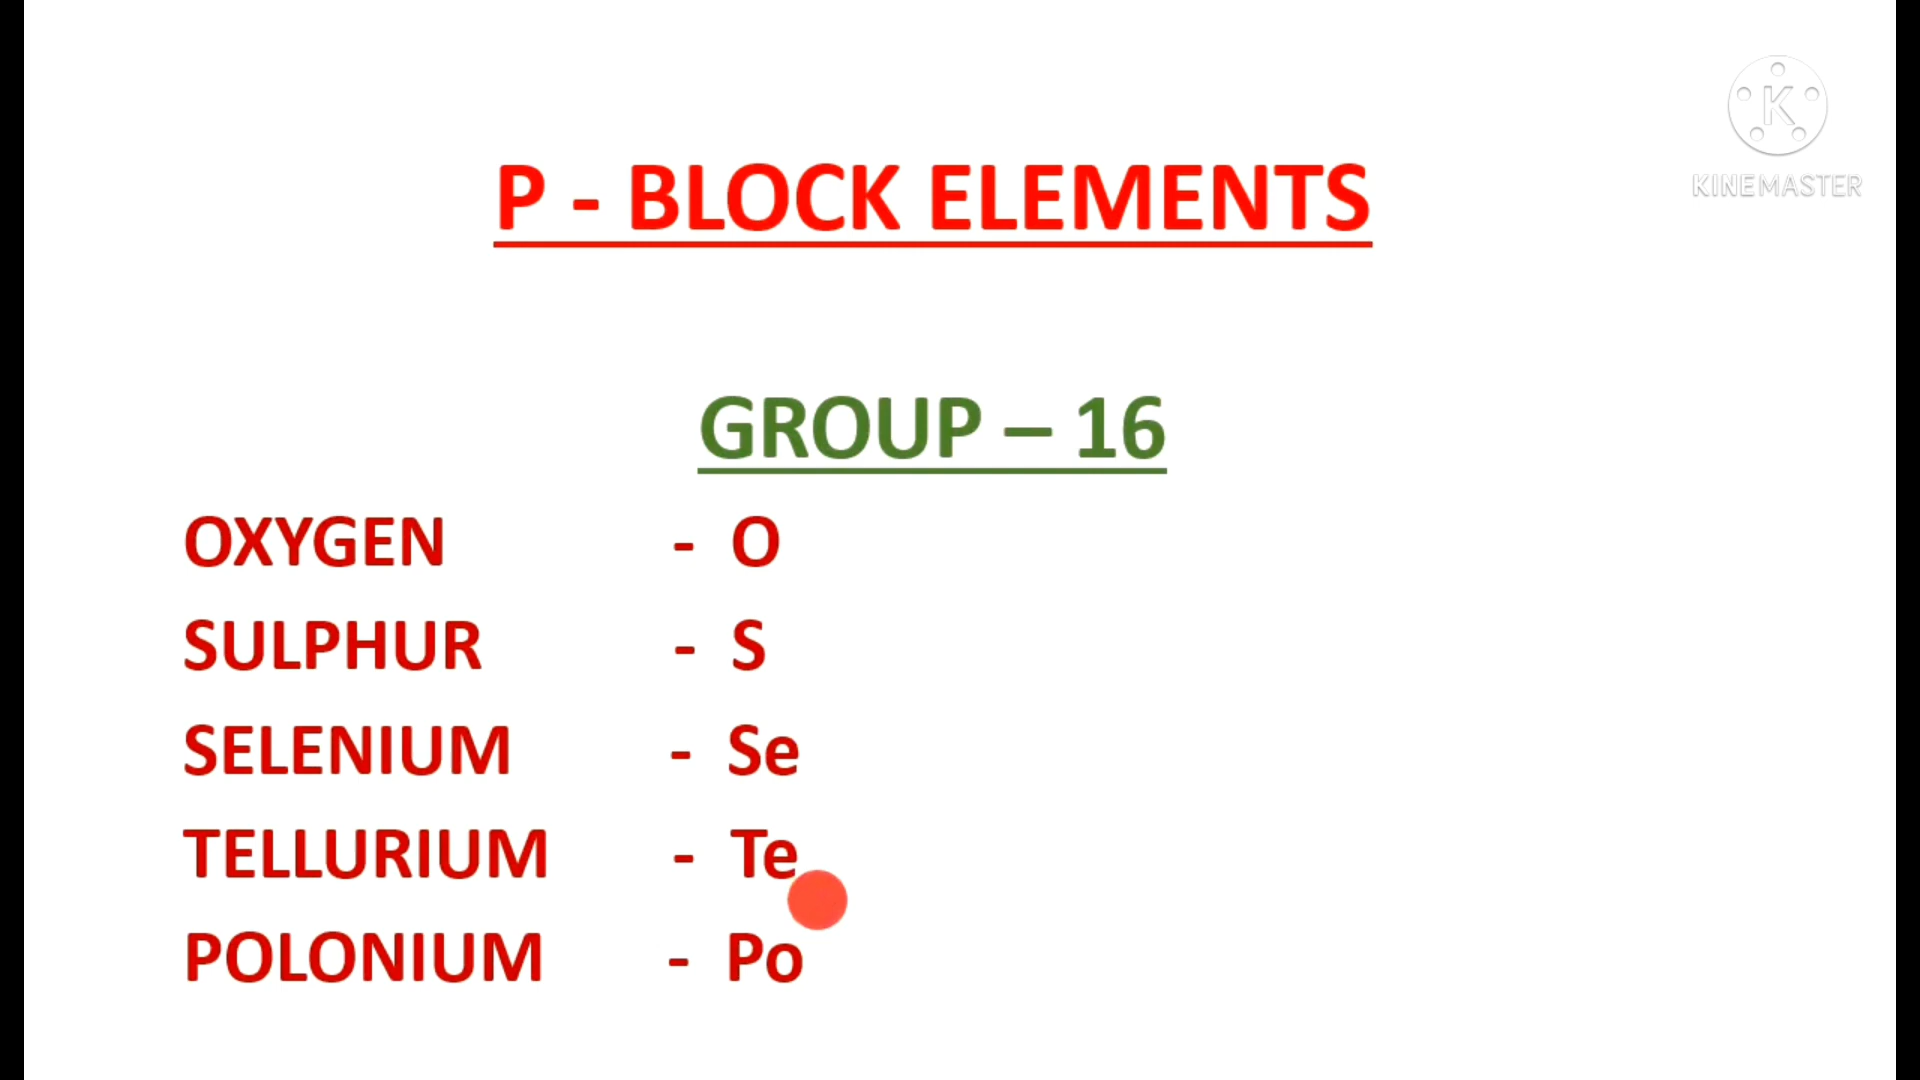 K
KINEMASTER
P - BLOCK ELEMENTS
GROUP – 16
OXYGEN - O
SULPHUR - S
SELENIUM - Se
TELLURIUM - Te
POLONIUM - Po